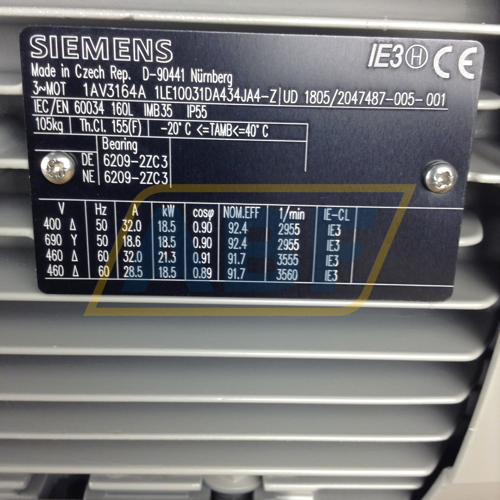 SIEMENS IE3 H CE
Made in Czech Rep. D-90441 Nürnberg
3~MOT 1AV3164A 1LE10031DA434JA4-Z UD 1805/2047487-005-001
IEC/EN 60034 160L IMB35 IP55
105kg Th.Cl. 155(F) -20°C <=TAMB<=40°C
Bearing
DE 6209-2ZC3
NE 6209-2ZC3
V Hz A kW cosφ NOM.EFF 1/min IE-CL
400 Δ 50 32.0 18.5 0.90 92.4 2955 IE3
690 Y 50 18.6 18.5 0.90 92.4 2955 IE3
460 Δ 60 32.0 21.3 0.91 91.7 3555 IE3
460 Δ 60 28.5 18.5 0.89 91.7 3560 IE3